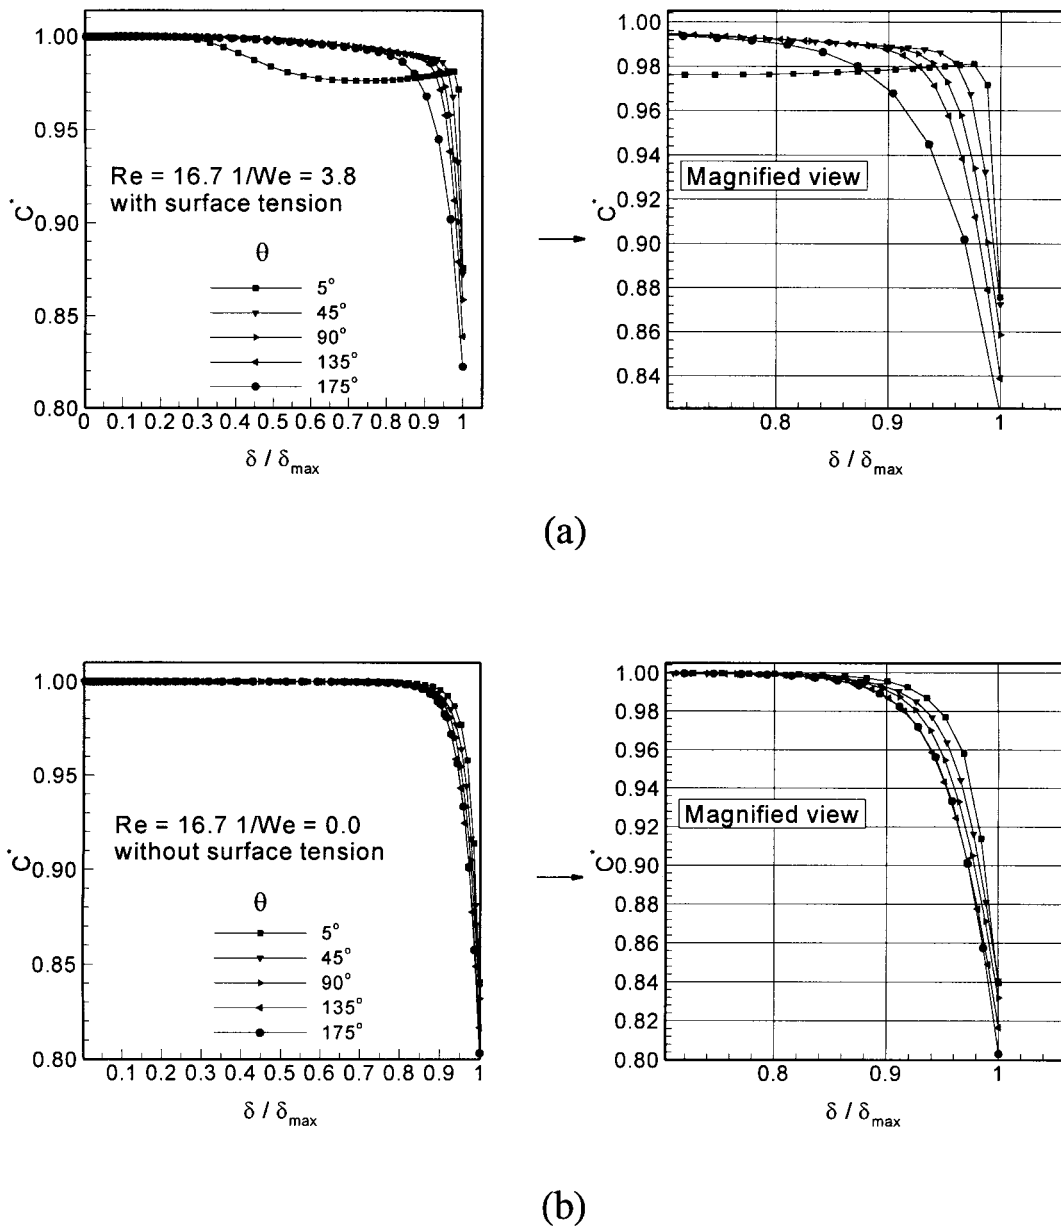 1.00
0.95
0.90
0.85
0.80
C*
Re = 16.7 1/We = 3.8
with surface tension
θ
5°
45°
90°
135°
175°
0 0.1 0.2 0.3 0.4 0.5 0.6 0.7 0.8 0.9 1
δ / δmax
1.00
0.98
0.96
0.94
0.92
0.90
0.88
0.86
0.84
C*
Magnified view
0.8 0.9 1
δ / δmax
(a)
1.00
0.95
0.90
0.85
0.80
C*
Re = 16.7 1/We = 0.0
without surface tension
θ
5°
45°
90°
135°
175°
0.1 0.2 0.3 0.4 0.5 0.6 0.7 0.8 0.9 1
δ / δmax
1.00
0.98
0.96
0.94
0.92
0.90
0.88
0.86
0.84
0.82
0.80
C*
Magnified view
0.8 0.9 1
δ / δmax
(b)